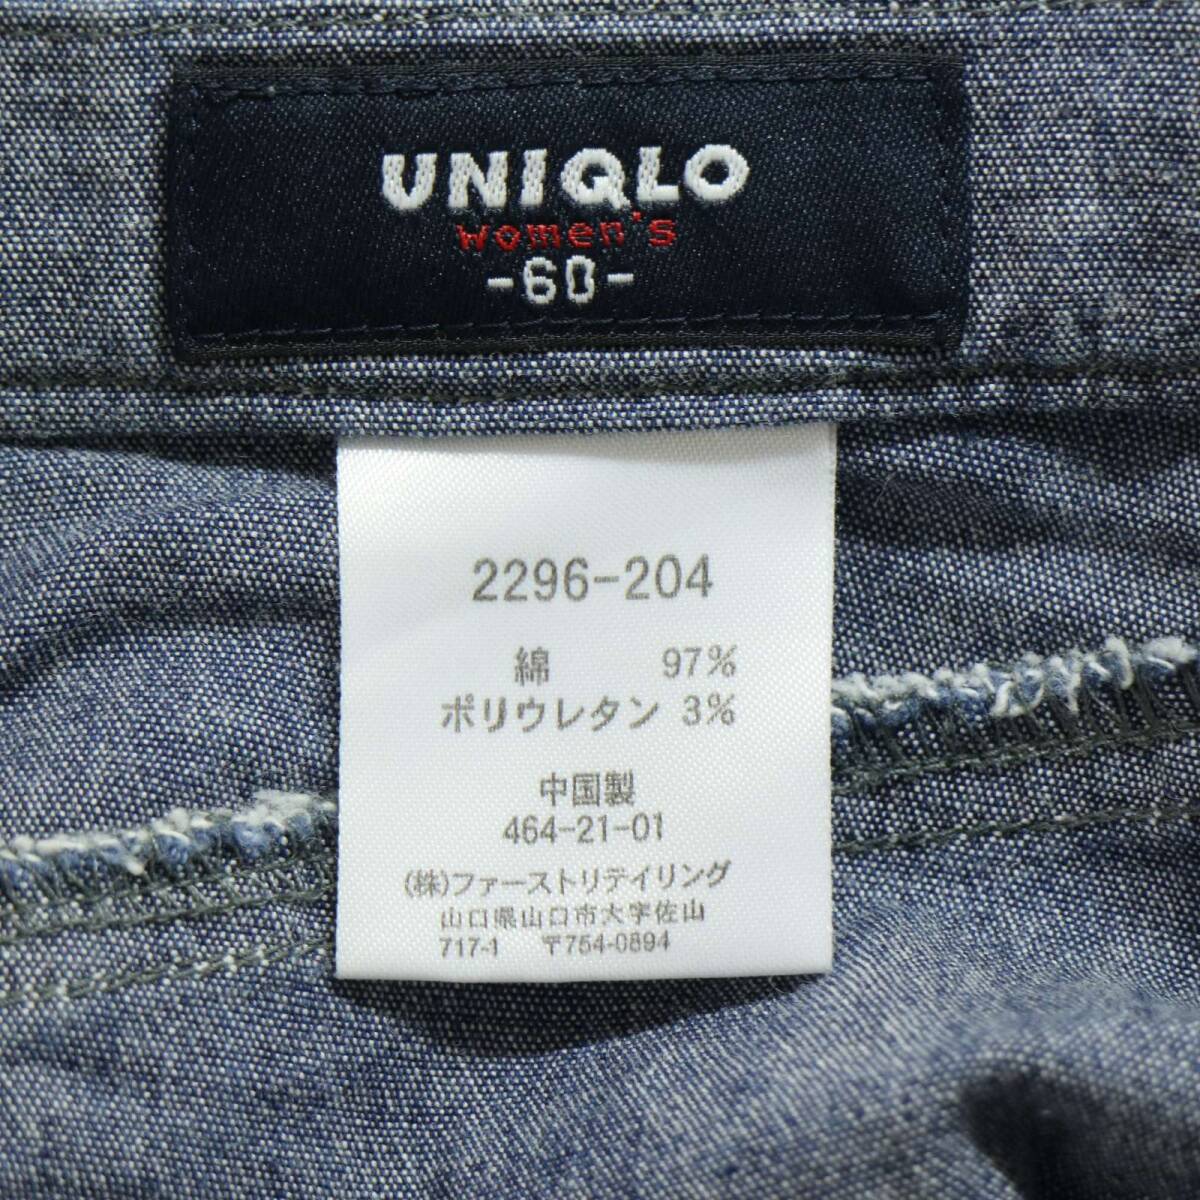 UNIQLO
women's
-60-
2296-204
綿 97%
ポリウレタン 3%
中国製
464-21-01
(株)ファーストリテイリング
山口県山口市大字佐山
717-1 〒754-0894